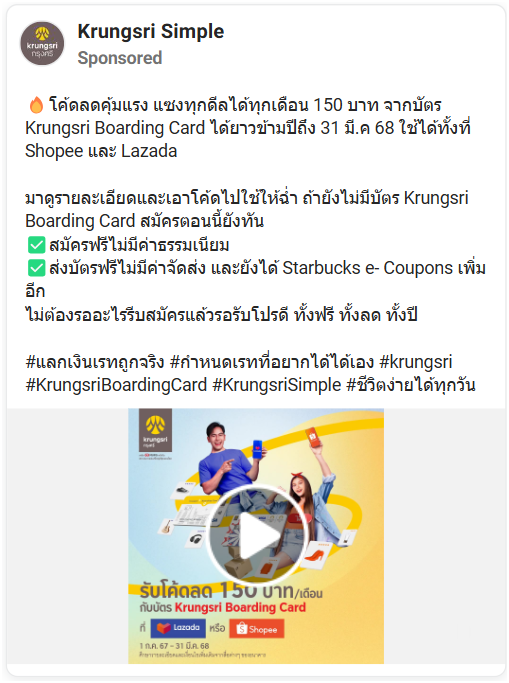 Krungsri Simple
krungsri
กรุงศรี
Sponsored
🔥 โค้ดลดคุ้มแรง แซงทุกดีลได้ทุกเดือน 150 บาท จากบัตร
Krungsri Boarding Card ได้ยาวข้ามปีถึง 31 มี.ค 68 ใช้ได้ทั้งที่
Shopee และ Lazada
มาดูรายละเอียดและเอาโค้ดไปใช้ให้ฉ่ำ ถ้ายังไม่มีบัตร Krungsri
Boarding Card สมัครตอนนี้ยังทัน
✅สมัครฟรีไม่มีค่าธรรมเนียม
✅ส่งบัตรฟรีไม่มีค่าจัดส่ง และยังได้ Starbucks e- Coupons เพิ่ม
อีก
ไม่ต้องรออะไรรีบสมัครแล้วรอรับโปรดี ทั้งฟรี ทั้งลด ทั้งปี
#แลกเงินเรทถูกจริง #กำหนดเรทที่อยากได้ได้เอง #krungsri
#KrungsriBoardingCard #KrungsriSimple #ชีวิตง่ายได้ทุกวัน
krungsri
กรุงศรี
รับโค้ดลด 150 บาท/เดือน
กับบัตร Krungsri Boarding Card
ที่ Lazada หรือ Shopee
1 ก.ค. 67 - 31 มี.ค. 68